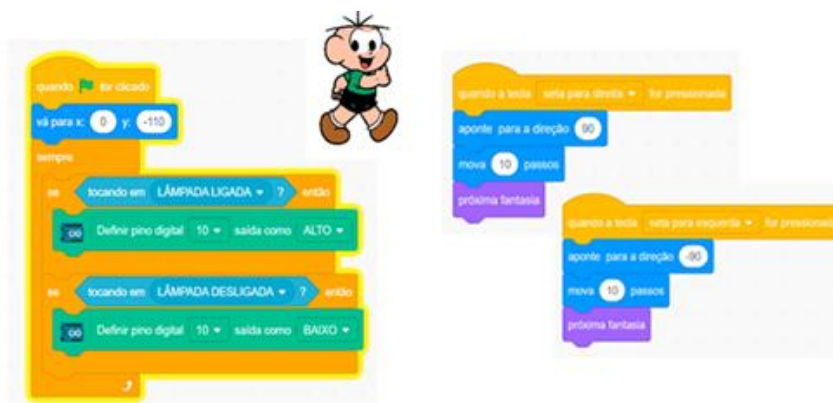 quando for clicado
vá para x: 0 y: -110
sempre
se tocando em LÂMPADA LIGADA ? então
Definir pino digital 10 saída como ALTO
se tocando em LÂMPADA DESLIGADA ? então
Definir pino digital 10 saída como BAIXO
quando a tecla seta para direita for pressionada
aponte para a direção 90
mova 10 passos
próxima fantasia
quando a tecla seta para esquerda for pressionada
aponte para a direção -90
mova 10 passos
próxima fantasia